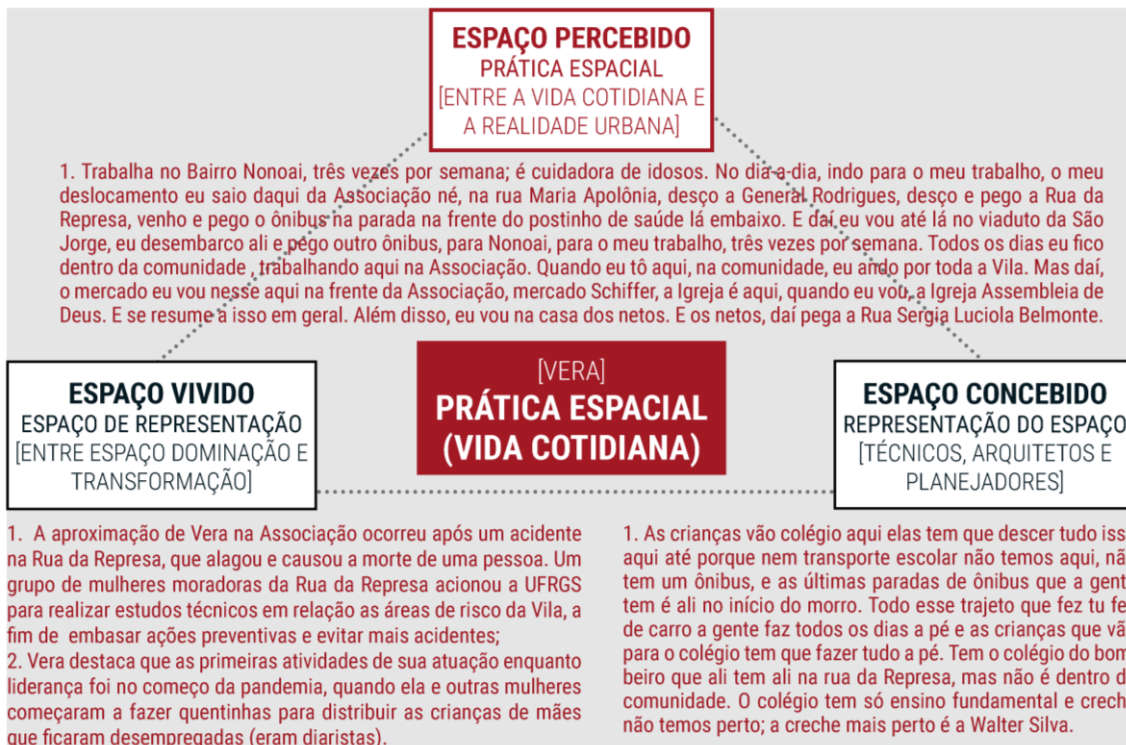 ESPAÇO PERCEBIDO
PRÁTICA ESPACIAL
[ENTRE A VIDA COTIDIANA E
A REALIDADE URBANA]
1. Trabalha no Bairro Nonoai, três vezes por semana; é cuidadora de idosos. No dia-a-dia, indo para o meu trabalho, o meu
deslocamento eu saio daqui da Associação né, na rua Maria Apolônia, desço a General Rodrigues, desço e pego a Rua da
Represa, venho e pego o ônibus na parada na frente do postinho de saúde lá embaixo. E daí eu vou até lá no viaduto da São
Jorge, eu desembarco ali e pego outro ônibus, para Nonoai, para o meu trabalho, três vezes por semana. Todos os dias eu fico
dentro da comunidade , trabalhando aqui na Associação. Quando eu tô aqui, na comunidade, eu ando por toda a Vila. Mas daí,
o mercado eu vou nesse aqui na frente da Associação, mercado Schiffer, a Igreja é aqui, quando eu vou, a Igreja Assembleia de
Deus. E se resume a isso em geral. Além disso, eu vou na casa dos netos. E os netos, daí pega a Rua Sergia Luciola Belmonte.
ESPAÇO VIVIDO
ESPAÇO DE REPRESENTAÇÃO
[ENTRE ESPAÇO DOMINAÇÃO E
TRANSFORMAÇÃO]
[VERA]
PRÁTICA ESPACIAL
(VIDA COTIDIANA)
ESPAÇO CONCEBIDO
REPRESENTAÇÃO DO ESPAÇO
[TÉCNICOS, ARQUITETOS E
PLANEJADORES]
1. A aproximação de Vera na Associação ocorreu após um acidente
na Rua da Represa, que alagou e causou a morte de uma pessoa. Um
grupo de mulheres moradoras da Rua da Represa acionou a UFRGS
para realizar estudos técnicos em relação as áreas de risco da Vila, a
fim de embasar ações preventivas e evitar mais acidentes;
2. Vera destaca que as primeiras atividades de sua atuação enquanto
liderança foi no começo da pandemia, quando ela e outras mulheres
começaram a fazer quentinhas para distribuir as crianças de mães
que ficaram desempregadas (eram diaristas).
1. As crianças vão colégio aqui elas tem que descer tudo iss
aqui até porque nem transporte escolar não temos aqui, nã
tem um ônibus, e as últimas paradas de ônibus que a gent
tem é ali no início do morro. Todo esse trajeto que fez tu fe
de carro a gente faz todos os dias a pé e as crianças que vã
para o colégio tem que fazer tudo a pé. Tem o colégio do bom
beiro que ali tem ali na rua da Represa, mas não é dentro d
comunidade. O colégio tem só ensino fundamental e crech
não temos perto; a creche mais perto é a Walter Silva.